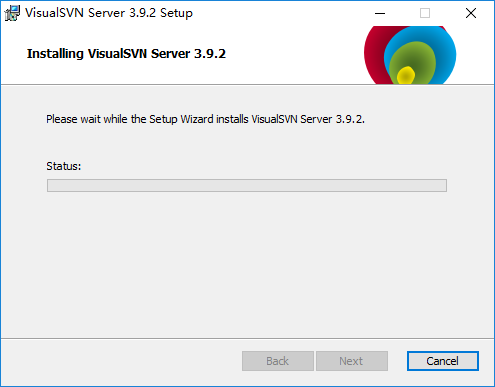 VisualSVN Server 3.9.2 Setup
Installing VisualSVN Server 3.9.2
Please wait while the Setup Wizard installs VisualSVN Server 3.9.2.
Status:
Back Next Cancel